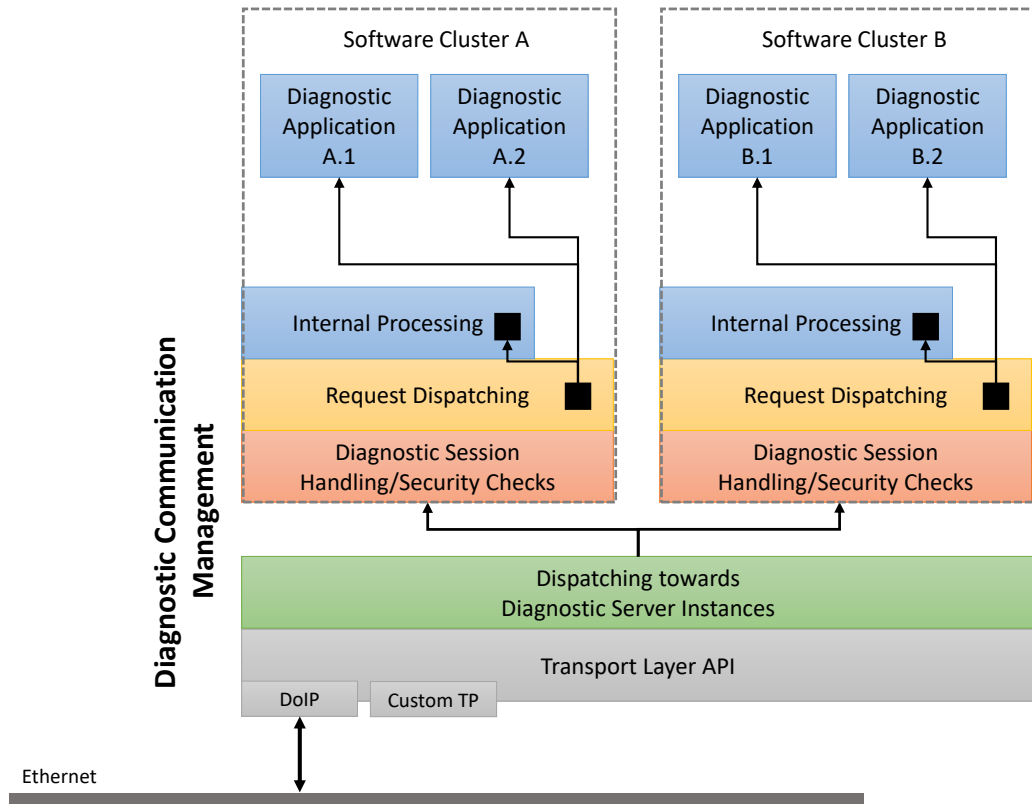 Software Cluster A
Software Cluster B
Diagnostic
Application
A.1
Diagnostic
Application
A.2
Diagnostic
Application
B.1
Diagnostic
Application
B.2
Internal Processing
Internal Processing
Request Dispatching
Request Dispatching
Diagnostic Session
Handling/Security Checks
Diagnostic Session
Handling/Security Checks
Diagnostic Communication
Management
Dispatching towards
Diagnostic Server Instances
Transport Layer API
DoIP
Custom TP
Ethernet